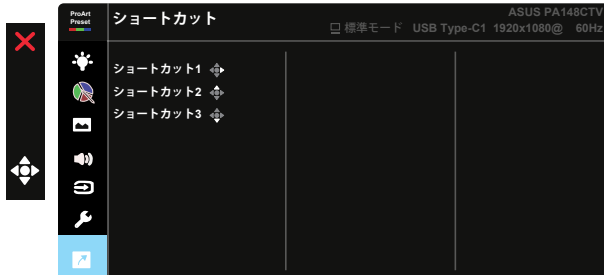 ProArt
Preset
ショートカット
ASUS PA148CTV
標準モード USB Type-C1 1920x1080@ 60Hz
ショートカット1
ショートカット2
ショートカット3